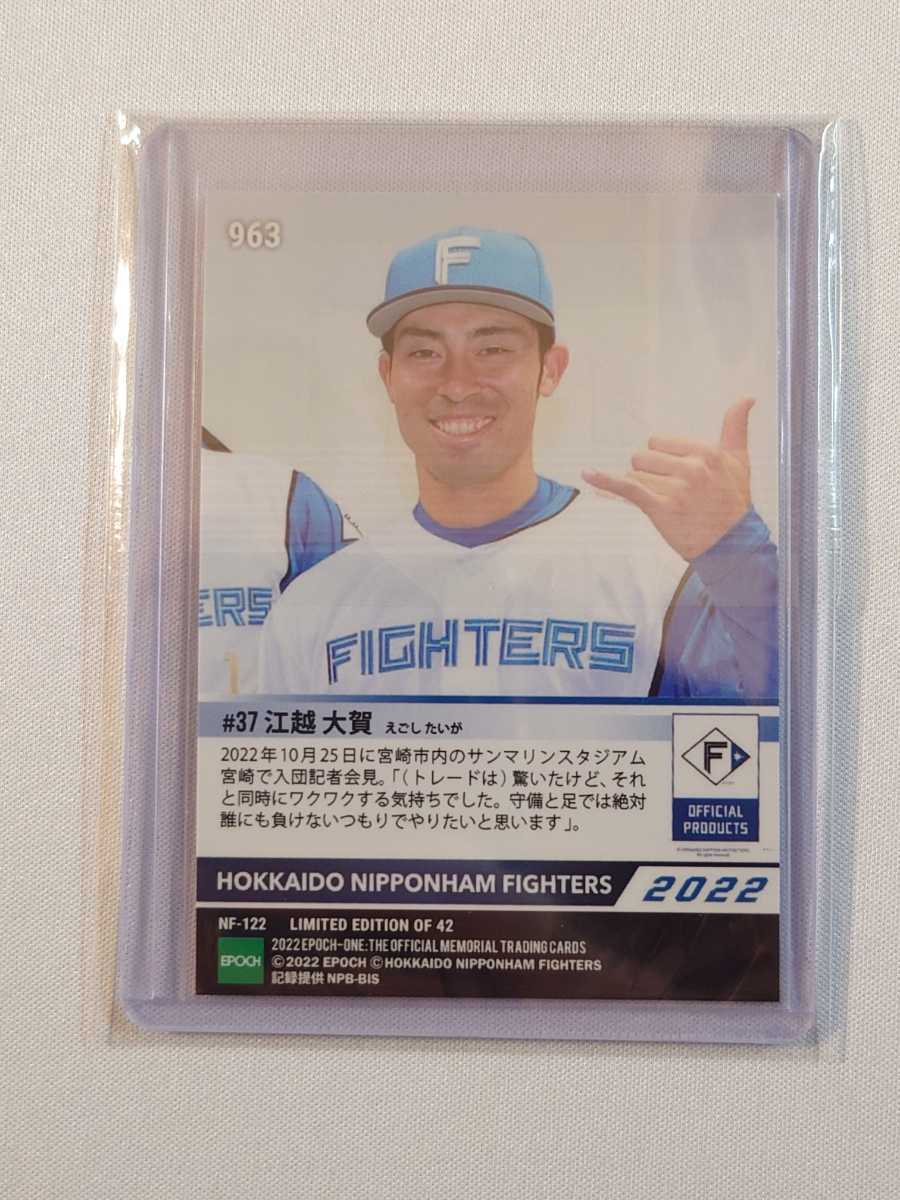 963
F
ERS
1
FIGHTERS
#37 江越 大賀 えごし たいが
2022年10月25日に宮崎市内のサンマリンスタジアム
宮崎で入団記者会見。「（トレードは）驚いたけど、それ
と同時にワクワクする気持ちでした。守備と足では絶対
誰にも負けないつもりでやりたいと思います」。
F
OFFICIAL
PRODUCTS
HOKKAIDO NIPPONHAM FIGHTERS 2022
NF-122 LIMITED EDITION OF 42
EPOCH
2022 EPOCH-ONE:THE OFFICIAL MEMORIAL TRADING CARDS
©2022 EPOCH ©HOKKAIDO NIPPONHAM FIGHTERS
記録提供 NPB-BIS